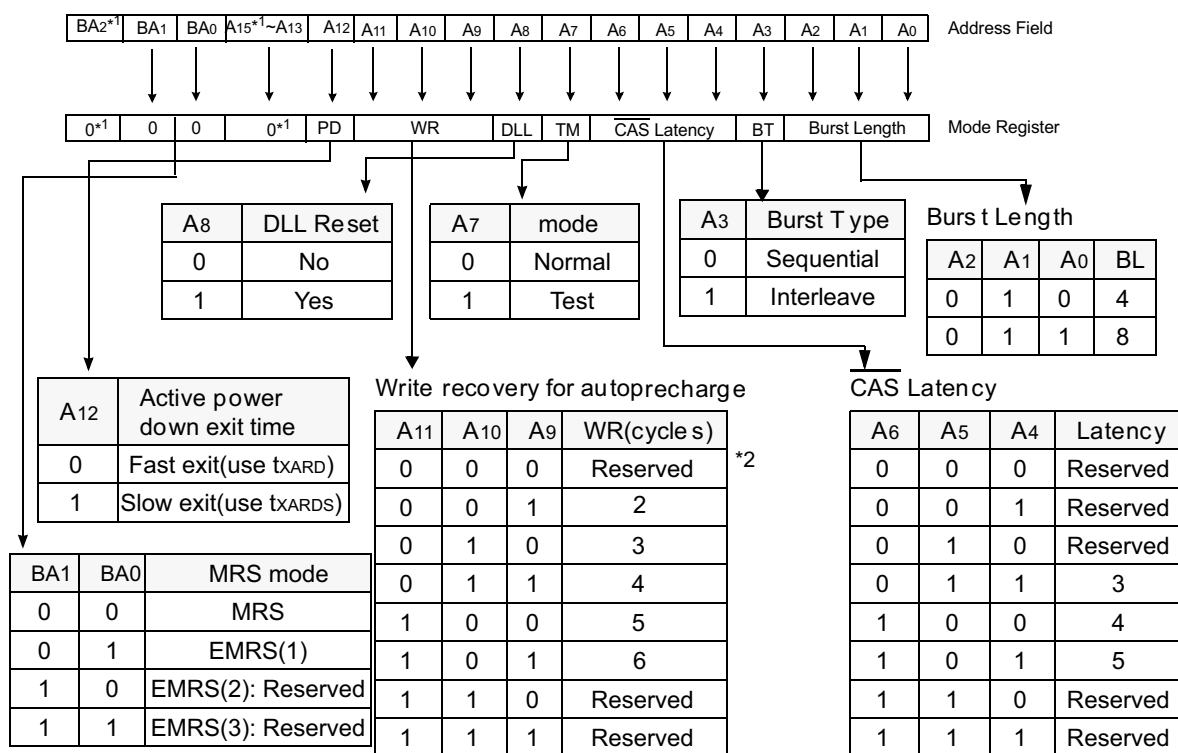 BA2*1 BA1 BA0 A15*1~A13 A12 A11 A10 A9 A8 A7 A6 A5 A4 A3 A2 A1 A0 Address Field
0*1 0 0 0*1 PD WR DLL TM CAS Latency BT Burst Length Mode Register
A8 DLL Reset
0 No
1 Yes
A7 mode
0 Normal
1 Test
A3 Burst Type
0 Sequential
1 Interleave
Burst Length
A2 A1 A0 BL
0 1 0 4
0 1 1 8
A12 Active power
down exit time
0 Fast exit(use tXARD)
1 Slow exit(use tXARDS)
BA1 BA0 MRS mode
0 0 MRS
0 1 EMRS(1)
1 0 EMRS(2): Reserved
1 1 EMRS(3): Reserved
Write recovery for autoprecharge
A11 A10 A9 WR(cycles)
*2
0 0 0 Reserved
0 0 1 2
0 1 0 3
0 1 1 4
1 0 0 5
1 0 1 6
1 1 0 Reserved
1 1 1 Reserved
CAS Latency
A6 A5 A4 Latency
0 0 0 Reserved
0 0 1 Reserved
0 1 0 Reserved
0 1 1 3
1 0 0 4
1 0 1 5
1 1 0 Reserved
1 1 1 Reserved